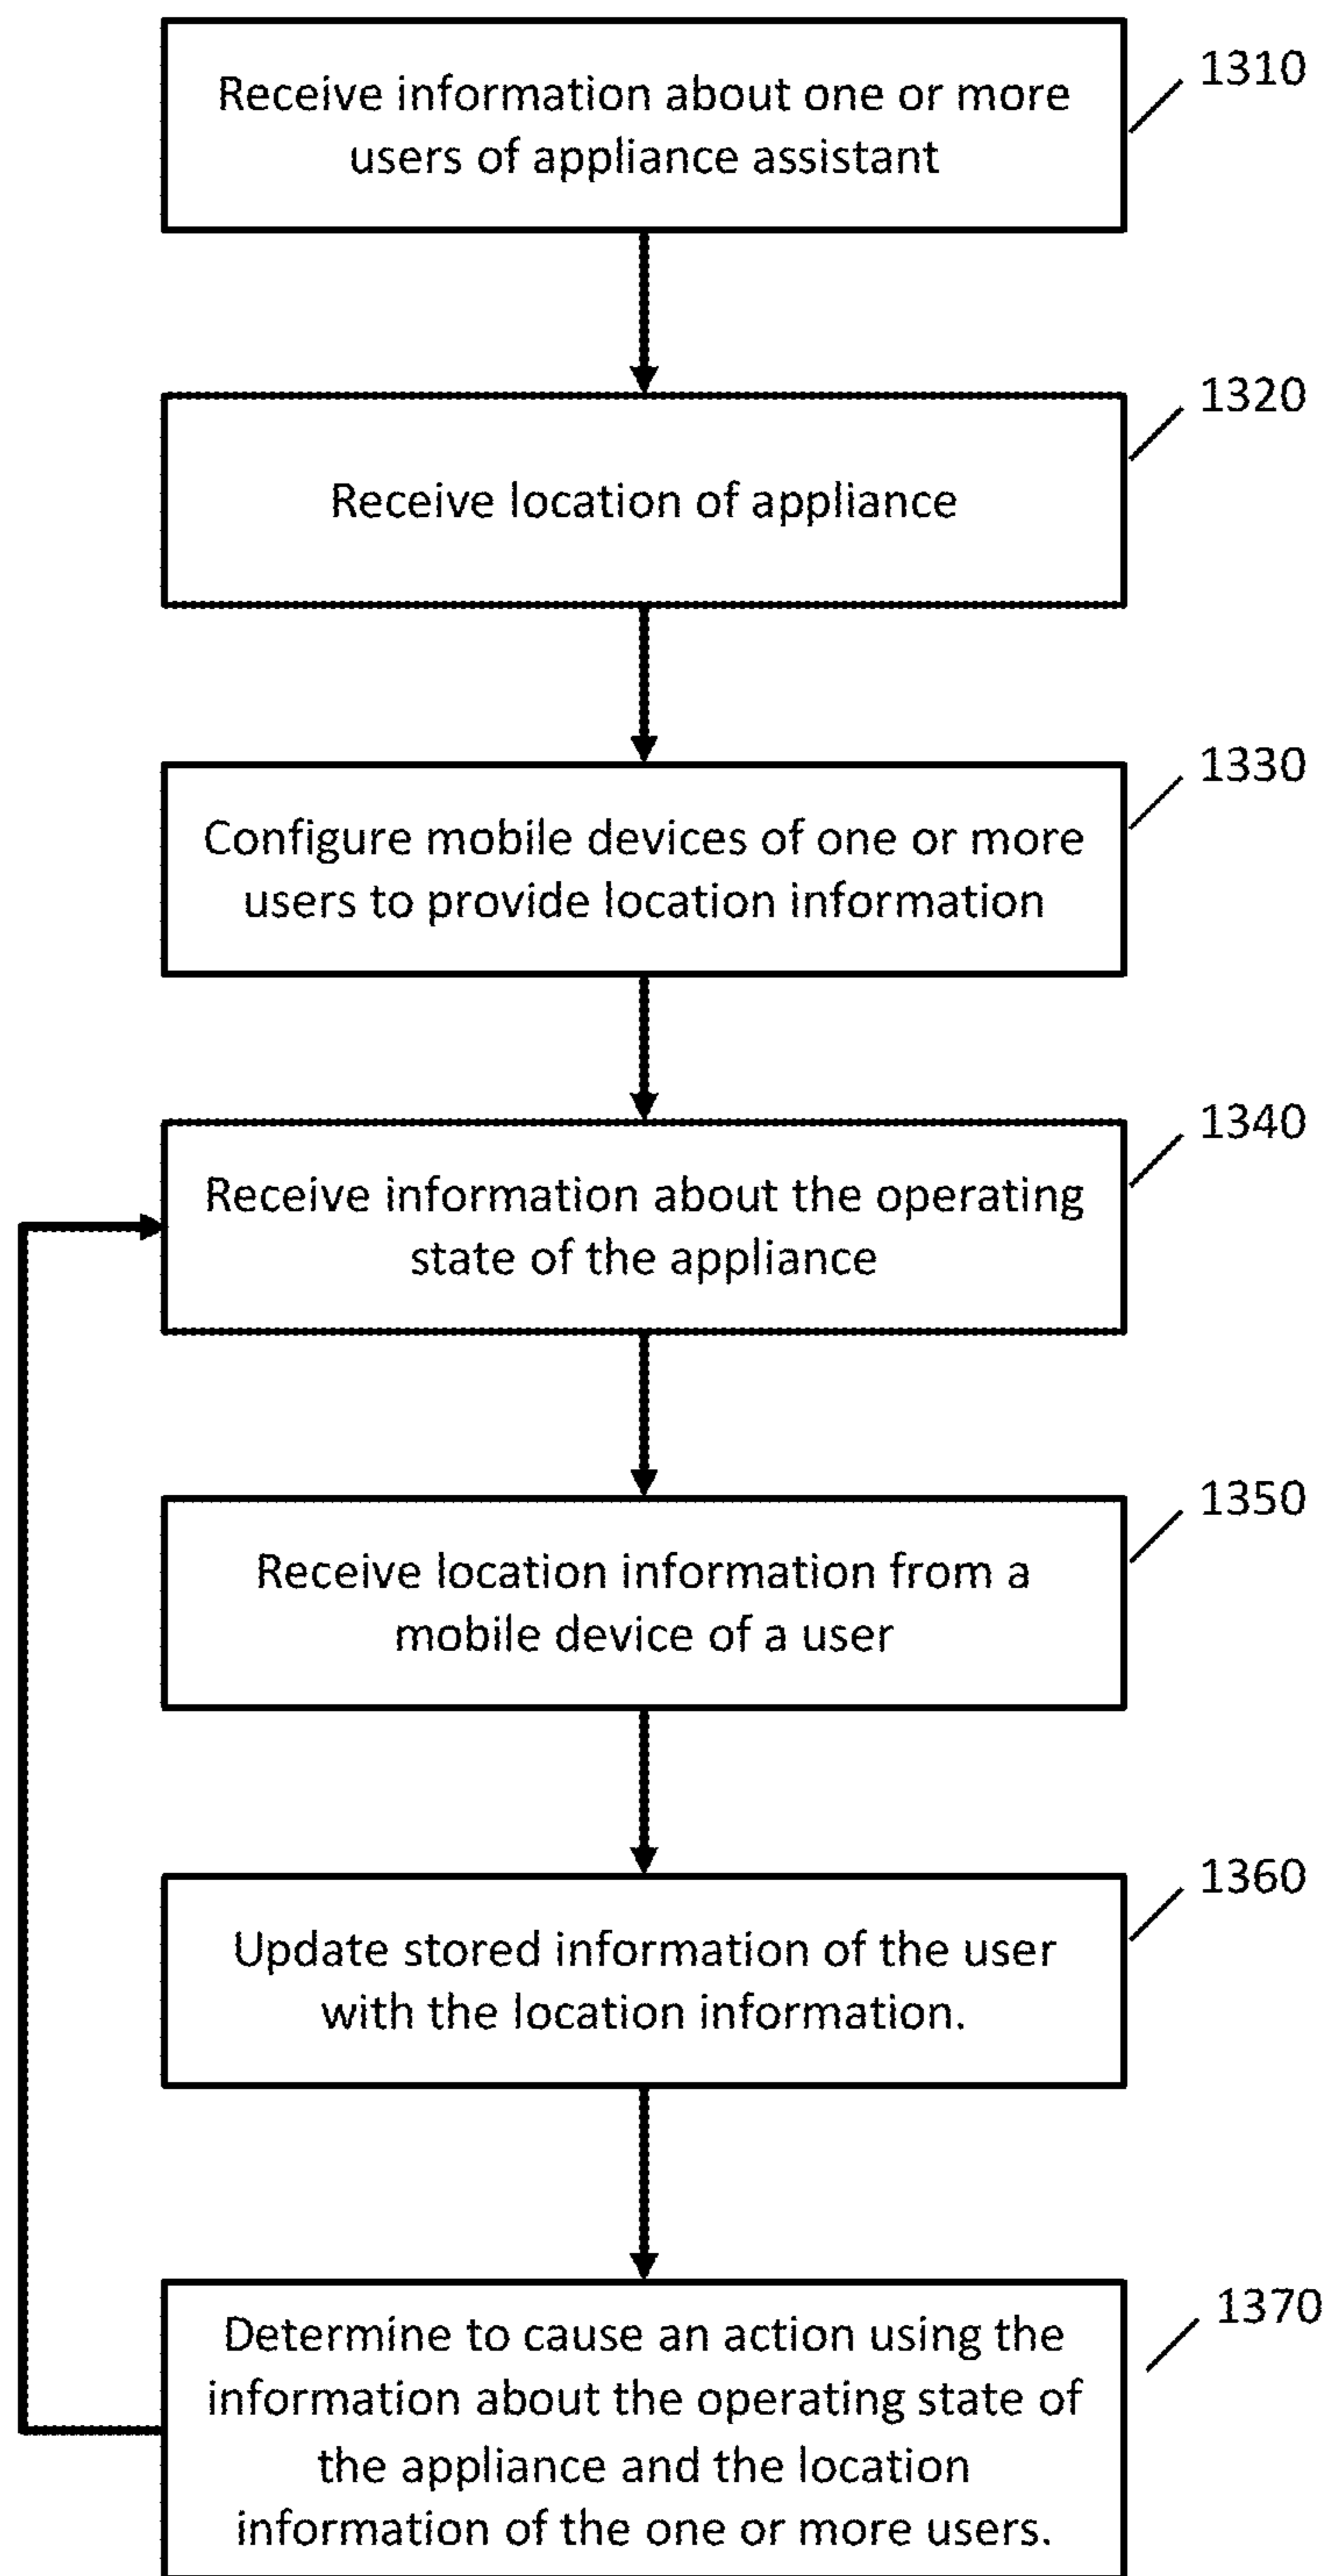 Receive information about one or more
users of appliance assistant
1310
Receive location of appliance
1320
Configure mobile devices of one or more
users to provide location information
1330
Receive information about the operating
state of the appliance
1340
Receive location information from a
mobile device of a user
1350
Update stored information of the user
with the location information.
1360
Determine to cause an action using the
information about the operating state of
the appliance and the location
information of the one or more users.
1370